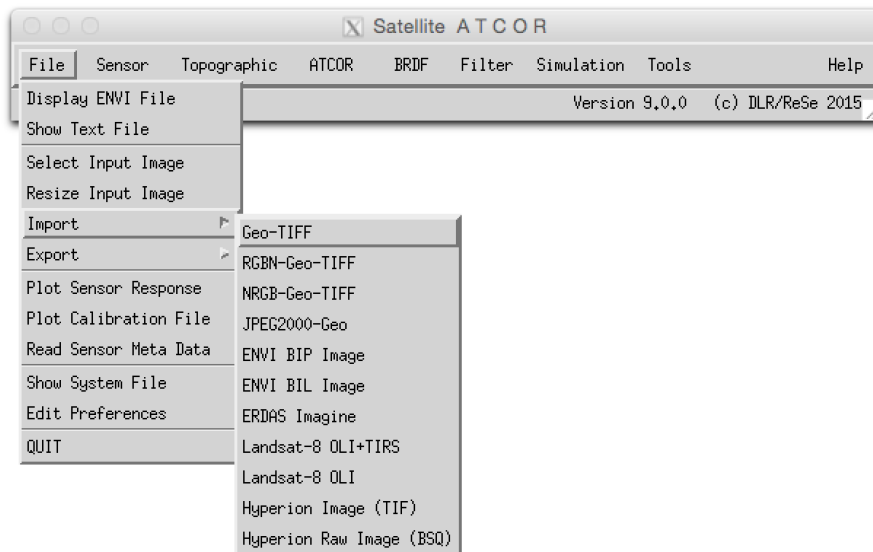 Satellite A T C O R
File Sensor Topographic ATCOR BRDF Filter Simulation Tools Help
Version 9.0.0 (c) DLR/ReSe 2015
Display ENVI File
Show Text File
Select Input Image
Resize Input Image
Import
Export
Plot Sensor Response
Plot Calibration File
Read Sensor Meta Data
Show System File
Edit Preferences
QUIT
Geo-TIFF
RGBN-Geo-TIFF
NRGB-Geo-TIFF
JPEG2000-Geo
ENVI BIP Image
ENVI BIL Image
ERDAS Imagine
Landsat-8 OLI+TIRS
Landsat-8 OLI
Hyperion Image (TIF)
Hyperion Raw Image (BSQ)